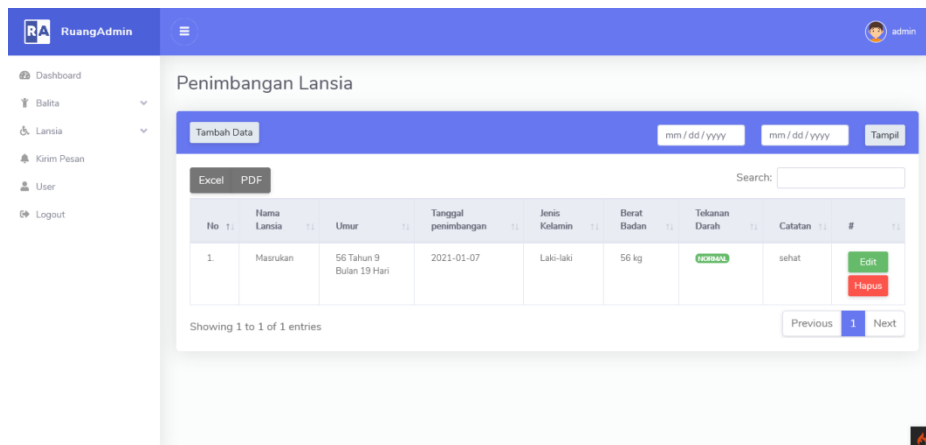 RA RuangAdmin
admin
Dashboard
Balita
Lansia
Kirim Pesan
User
Logout
Penimbangan Lansia
Tambah Data
mm / dd / yyyy
mm / dd / yyyy
Tampil
Excel PDF
Search:
No
Nama
Lansia
Umur
Tanggal
penimbangan
Jenis
Kelamin
Berat
Badan
Tekanan
Darah
Catatan
#
1.
Masrukan
56 Tahun 9
Bulan 19 Hari
2021-01-07
Laki-laki
56 kg
NORMAL
sehat
Edit
Hapus
Showing 1 to 1 of 1 entries
Previous 1 Next